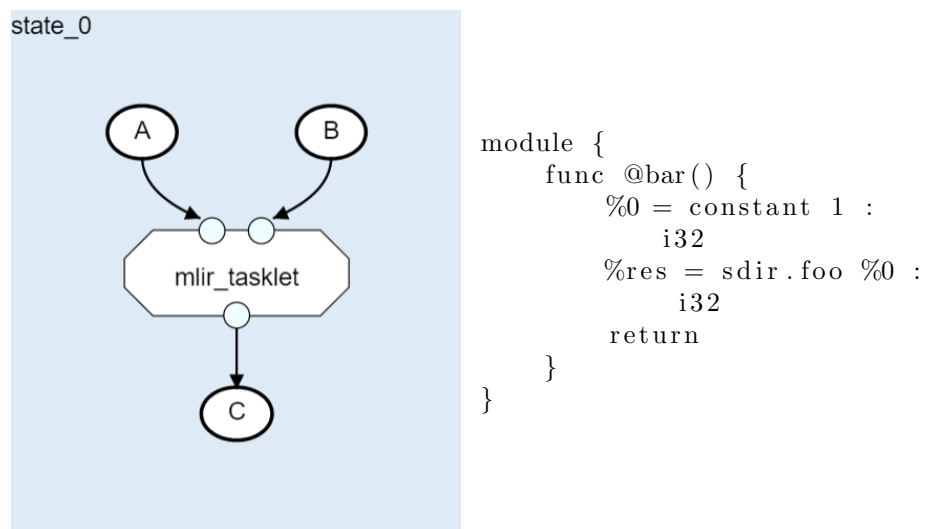 state_0
A
B
mlir_tasklet
C
module {
func @bar() {
%0 = constant 1 :
i32
%res = sdir.foo %0 :
i32
return
}
}